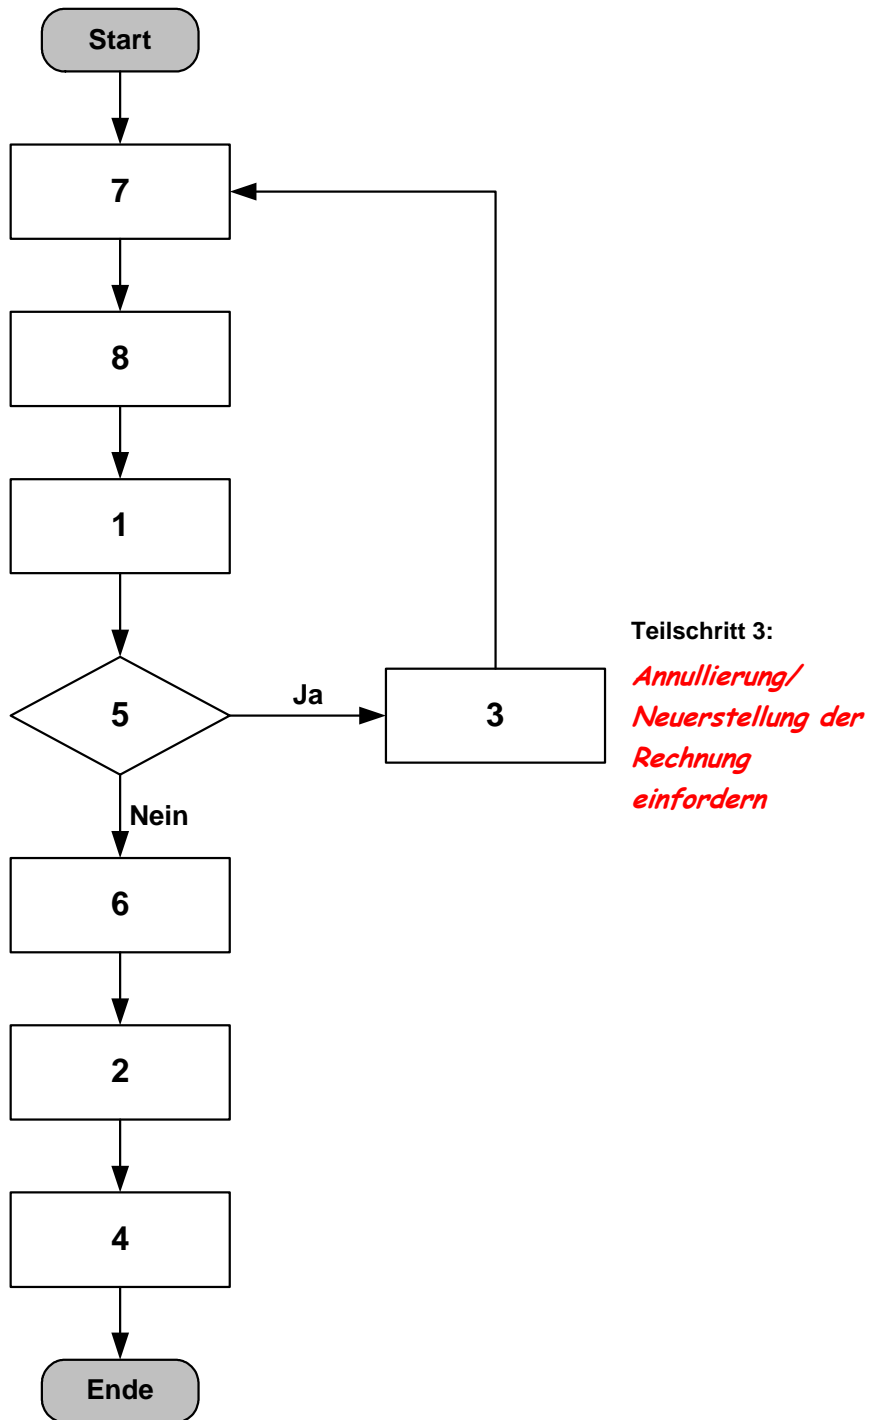 Start
7
8
1
Teilschritt 3:
Annullierung/
Neuerstellung der
Rechnung
einfordern
5
Ja
3
Nein
6
2
4
Ende